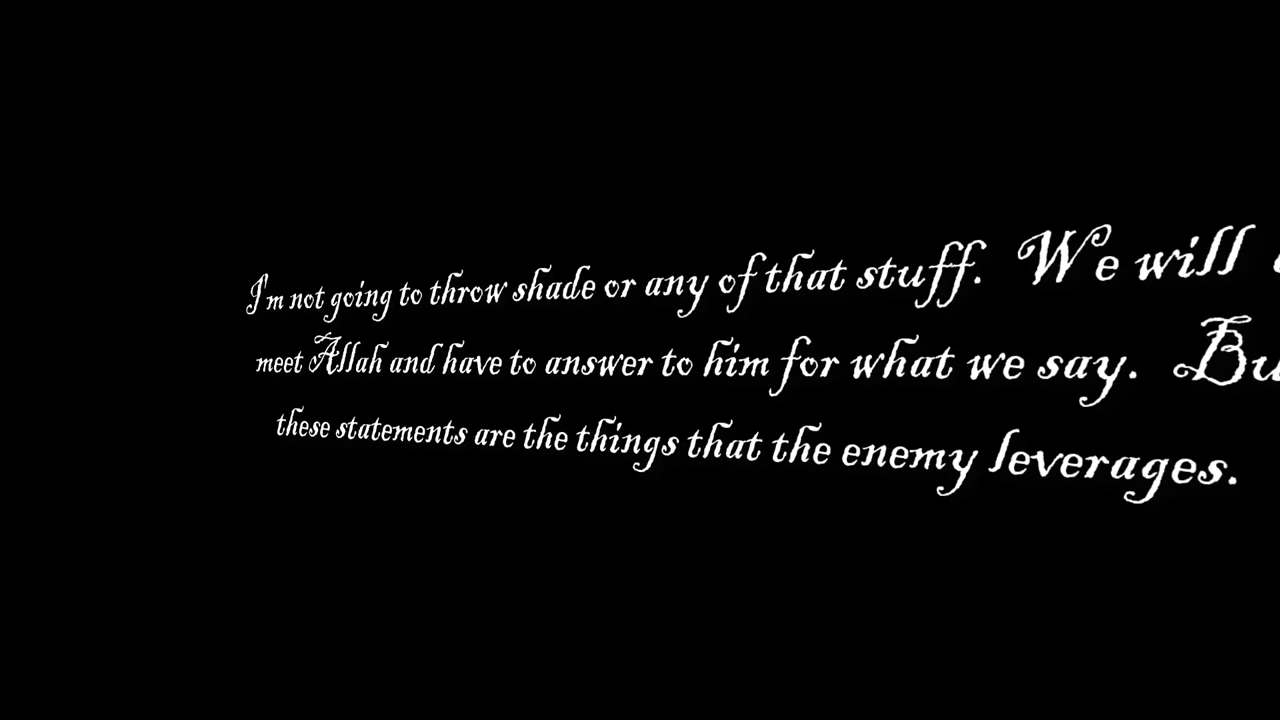 I'm not going to throw shade or any of that stuff. We will
meet Allah and have to answer to him for what we say.
these statements are the things that the enemy leverages.